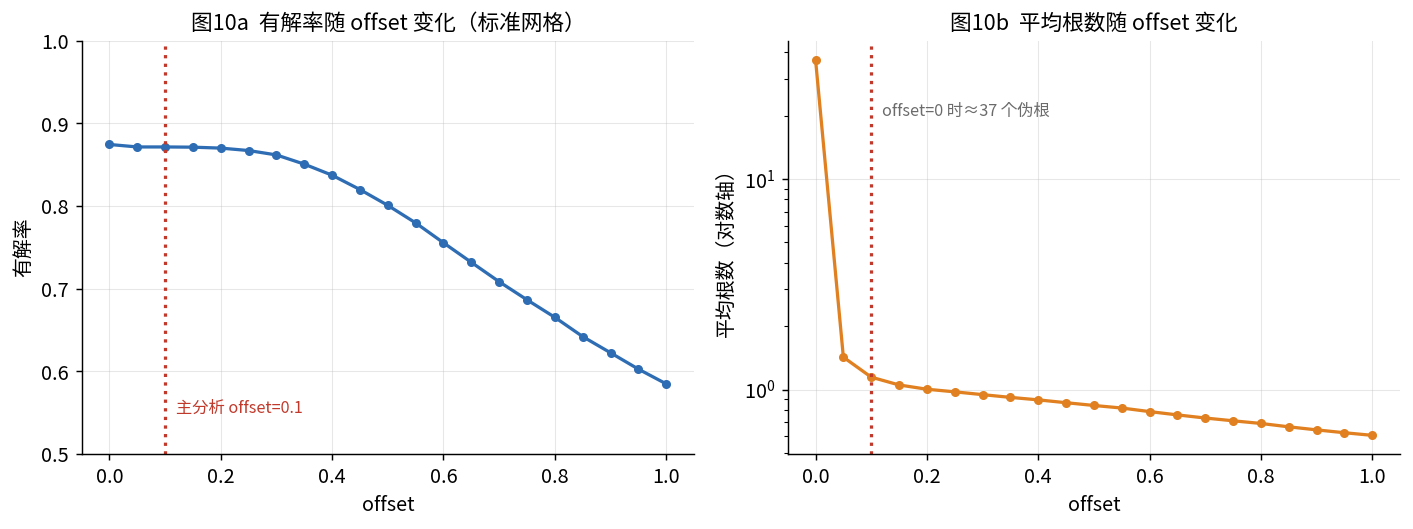 图10a 有解率随 offset 变化（标准网格）
有解率
1.0
0.9
0.8
0.7
0.6
0.5
主分析 offset=0.1
0.0 0.2 0.4 0.6 0.8 1.0
offset
图10b 平均根数随 offset 变化
平均根数（对数轴）
10¹
10⁰
offset=0 时≈37 个伪根
0.0 0.2 0.4 0.6 0.8 1.0
offset